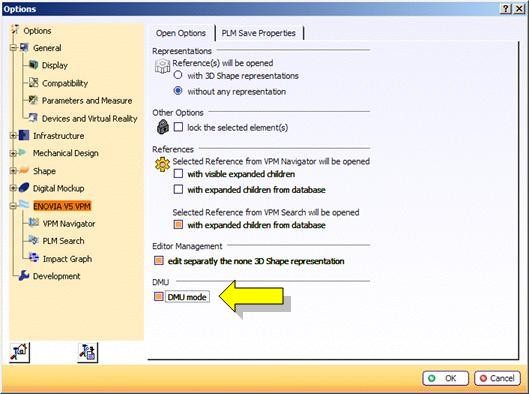 Options
Options
General
Display
Compatibility
Parameters and Measure
Devices and Virtual Reality
Infrastructure
Mechanical Design
Shape
Digital Mockup
ENOVIA V5 VPM
VPM Navigator
PLM Search
Impact Graph
Development
Open Options
PLM Save Properties
Representations
Reference(s) will be opened
with 3D Shape representations
without any representation
Other Options
lock the selected element(s)
References
Selected Reference from VPM Navigator will be opened
with visible expanded children
with expanded children from database
Selected Reference from VPM Search will be opened
with expanded children from database
Editor Management
edit separatly the none 3D Shape representation
DMU
DMU mode
OK
Cancel